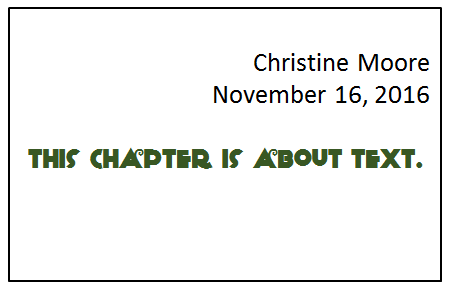 Christine Moore
November 16, 2016
THIS CHAPTER IS ABOUT TEXT.